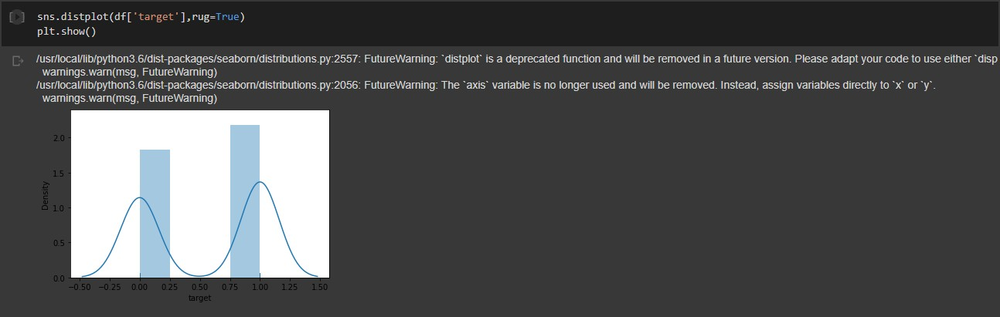 sns.distplot(df['target'],rug=True)
plt.show()
/usr/local/lib/python3.6/dist-packages/seaborn/distributions.py:2557: FutureWarning: `distplot` is a deprecated function and will be removed in a future version. Please adapt your code to use either `disp
warnings.warn(msg, FutureWarning)
/usr/local/lib/python3.6/dist-packages/seaborn/distributions.py:2056: FutureWarning: The `axis` variable is no longer used and will be removed. Instead, assign variables directly to `x` or `y`.
warnings.warn(msg, FutureWarning)
2.0
1.5
1.0
0.5
0.0
Density
−0.50 −0.25 0.00 0.25 0.50 0.75 1.00 1.25 1.50
target